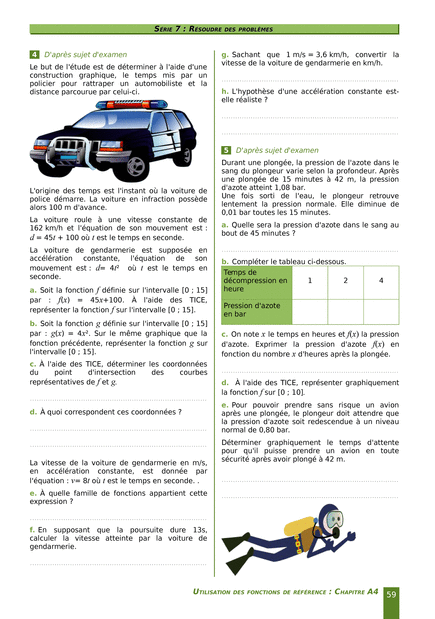 SÉRIE 7 : RÉSOUDRE DES PROBLÈMES
4 D'après sujet d'examen
Le but de l'étude est de déterminer à l'aide d'une
construction graphique, le temps mis par un
policier pour rattraper un automobiliste et la
distance parcourue par celui-ci.
L'origine des temps est l'instant où la voiture de
police démarre. La voiture en infraction possède
alors 100 m d'avance.
La voiture roule à une vitesse constante de
162 km/h et l'équation de son mouvement est :
d = 45t + 100 où t est le temps en seconde.
La voiture de gendarmerie est supposée en
accélération constante, l'équation de son
mouvement est : d= 4t² où t est le temps en
seconde.
a. Soit la fonction f définie sur l'intervalle [0 ; 15]
par : f(x) = 45x+100. À l'aide des TICE,
représenter la fonction f sur l'intervalle [0 ; 15].
b. Soit la fonction g définie sur l'intervalle [0 ; 15]
par : g(x) = 4x². Sur le même graphique que la
fonction précédente, représenter la fonction g sur
l'intervalle [0 ; 15].
c. À l'aide des TICE, déterminer les coordonnées
du point d'intersection des courbes
représentatives de f et g.
d. À quoi correspondent ces coordonnées ?
La vitesse de la voiture de gendarmerie en m/s,
en accélération constante, est donnée par
l'équation : v= 8t où t est le temps en seconde. .
e. À quelle famille de fonctions appartient cette
expression ?
f. En supposant que la poursuite dure 13s,
calculer la vitesse atteinte par la voiture de
gendarmerie.
g. Sachant que 1 m/s = 3,6 km/h, convertir la
vitesse de la voiture de gendarmerie en km/h.
h. L'hypothèse d'une accélération constante est-
elle réaliste ?
5 D'après sujet d'examen
Durant une plongée, la pression de l'azote dans le
sang du plongeur varie selon la profondeur. Après
une plongée de 15 minutes à 42 m, la pression
d'azote atteint 1,08 bar.
Une fois sorti de l'eau, le plongeur retrouve
lentement la pression normale. Elle diminue de
0,01 bar toutes les 15 minutes.
a. Quelle sera la pression d'azote dans le sang au
bout de 45 minutes ?
b. Compléter le tableau ci-dessous.
Temps de
décompression en
heure
1 2 4
Pression d'azote
en bar
c. On note x le temps en heures et f(x) la pression
d'azote. Exprimer la pression d'azote f(x) en
fonction du nombre x d'heures après la plongée.
d. À l'aide des TICE, représenter graphiquement
la fonction f sur [0 ; 10].
e. Pour pouvoir prendre sans risque un avion
après une plongée, le plongeur doit attendre que
la pression d'azote soit redescendue à un niveau
normal de 0,80 bar.
Déterminer graphiquement le temps d'attente
pour qu'il puisse prendre un avion en toute
sécurité après avoir plongé à 42 m.
UTILISATION DES FONCTIONS DE RÉFÉRENCE : CHAPITRE A4 59